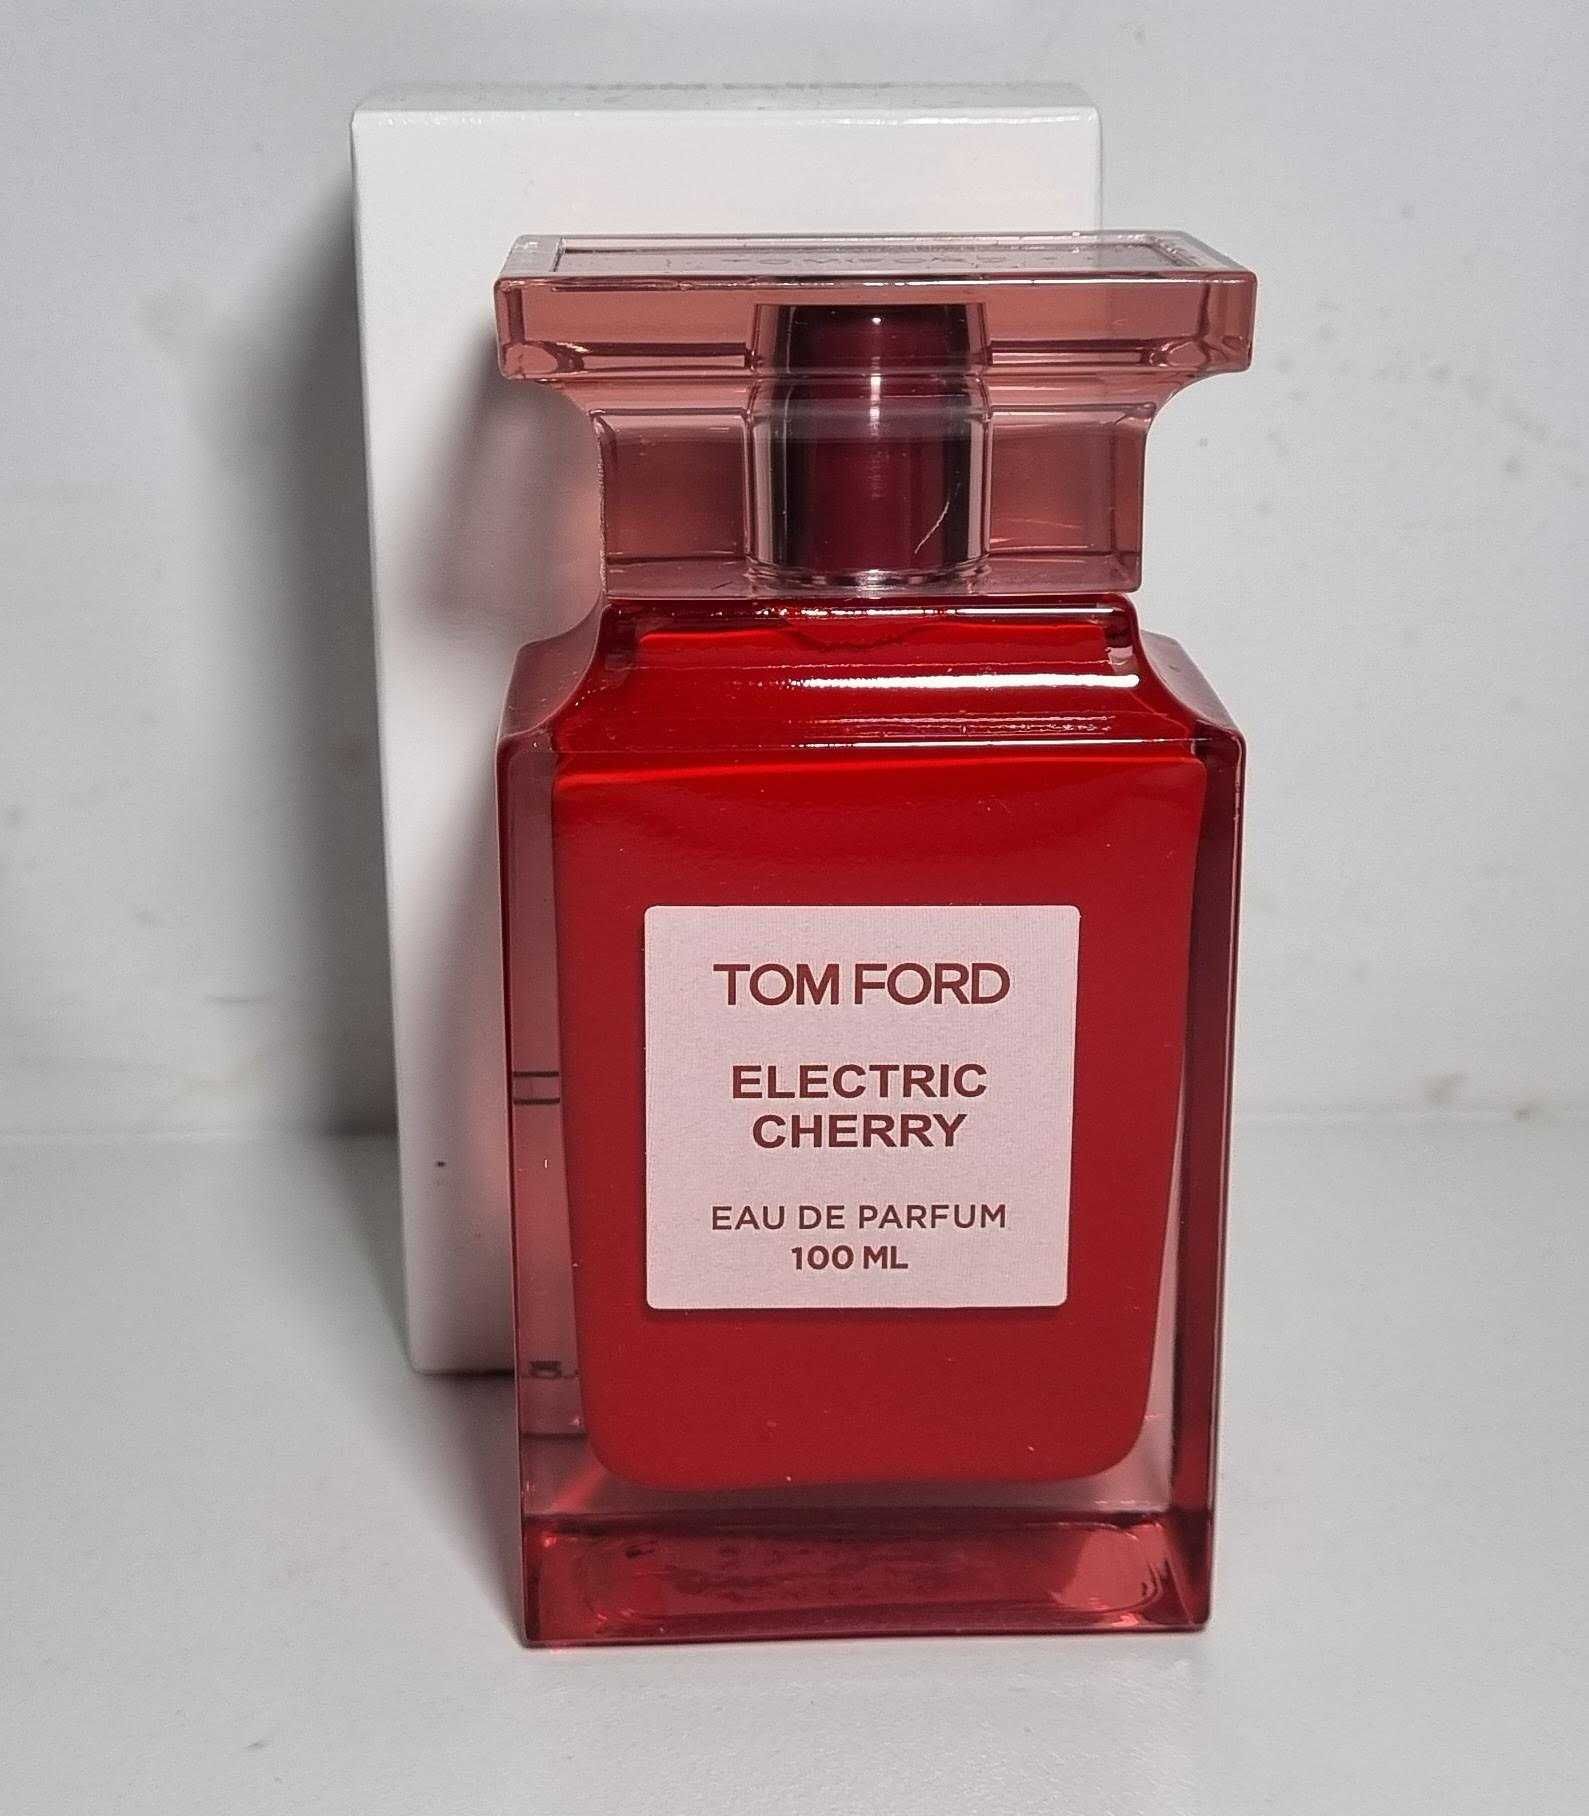 TOM FORD
ELECTRIC
CHERRY
EAU DE PARFUM
100 ML